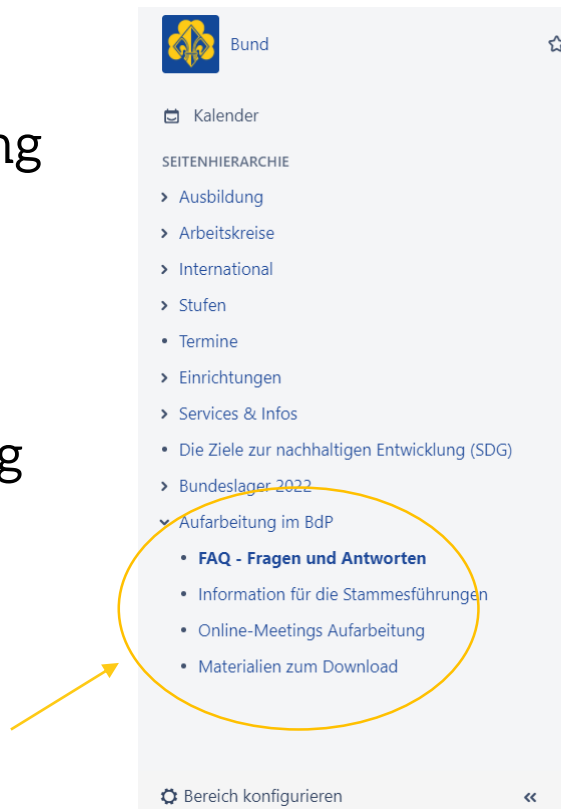 Bund
Kalender
ng
SEITENHIERARCHIE
Ausbildung
Arbeitskreise
International
Stufen
Termine
Einrichtungen
Services & Infos
g
Die Ziele zur nachhaltigen Entwicklung (SDG)
Bundeslager 2022
Aufarbeitung im BdP
FAQ - Fragen und Antworten
Information für die Stammesführungen
Online-Meetings Aufarbeitung
Materialien zum Download
Bereich konfigurieren